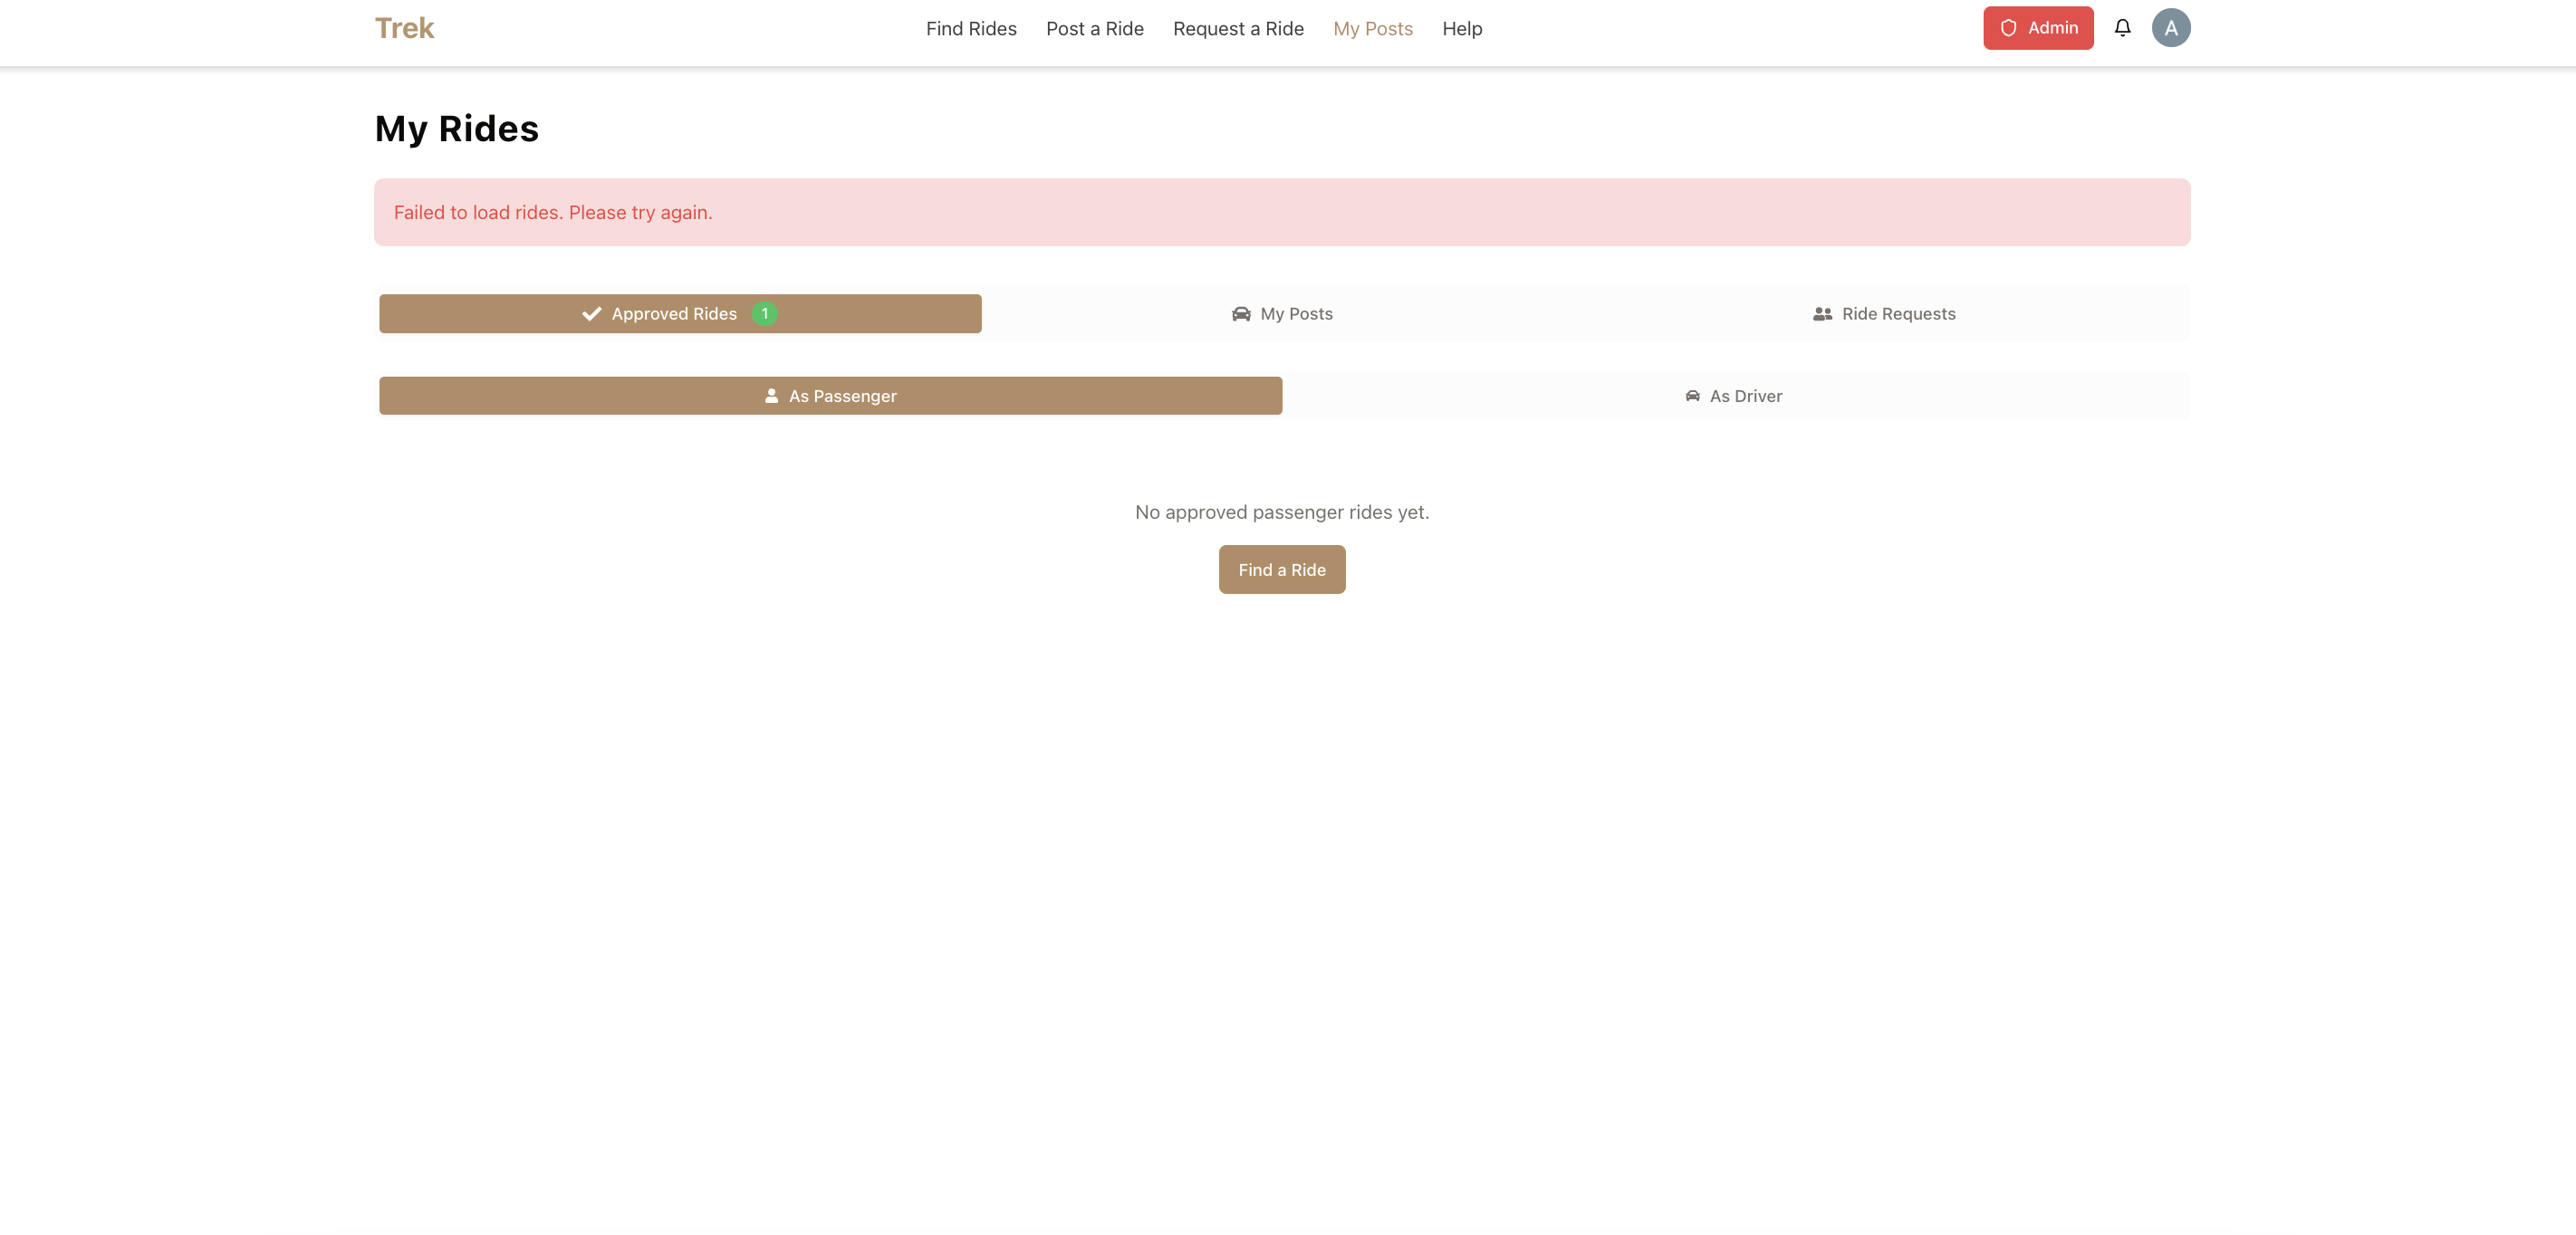 Trek
Find Rides
Post a Ride
Request a Ride
My Posts
Help
Admin
A
My Rides
Failed to load rides. Please try again.
Approved Rides 1
My Posts
Ride Requests
As Passenger
As Driver
No approved passenger rides yet.
Find a Ride